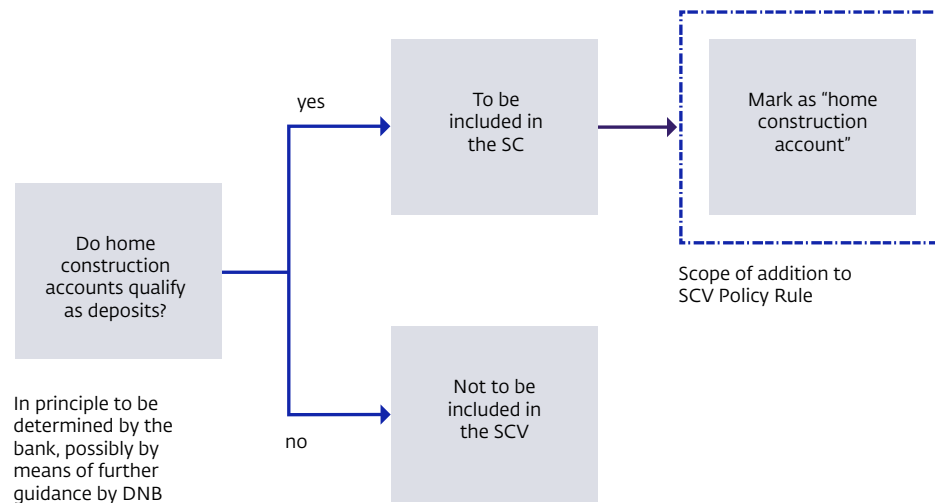 Do home
construction
accounts qualify
as deposits?
In principle to be
determined by the
bank, possibly by
means of further
guidance by DNB
yes
To be
included in
the SC
Mark as "home
construction
account"
Scope of addition to
SCV Policy Rule
no
Not to be
included in
the SCV